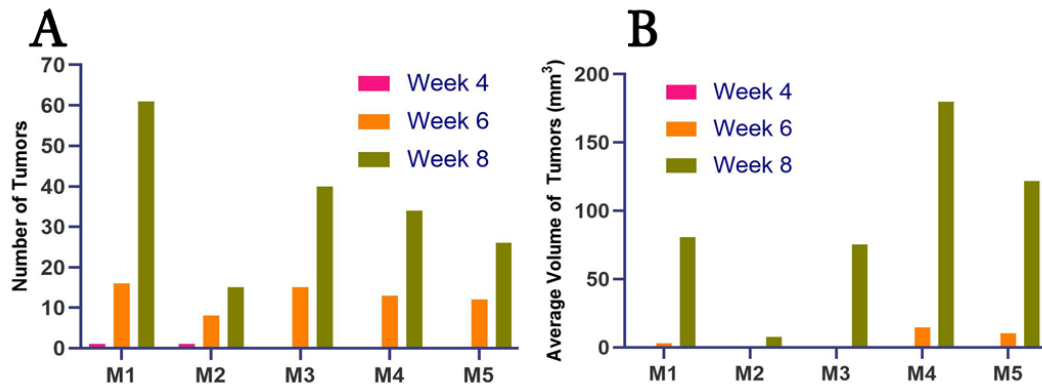 A
Number of Tumors
70
60
50
40
30
20
10
0
Week 4
Week 6
Week 8
M1 M2 M3 M4 M5
B
Average Volume of Tumors (mm³)
200
150
100
50
0
Week 4
Week 6
Week 8
M1 M2 M3 M4 M5